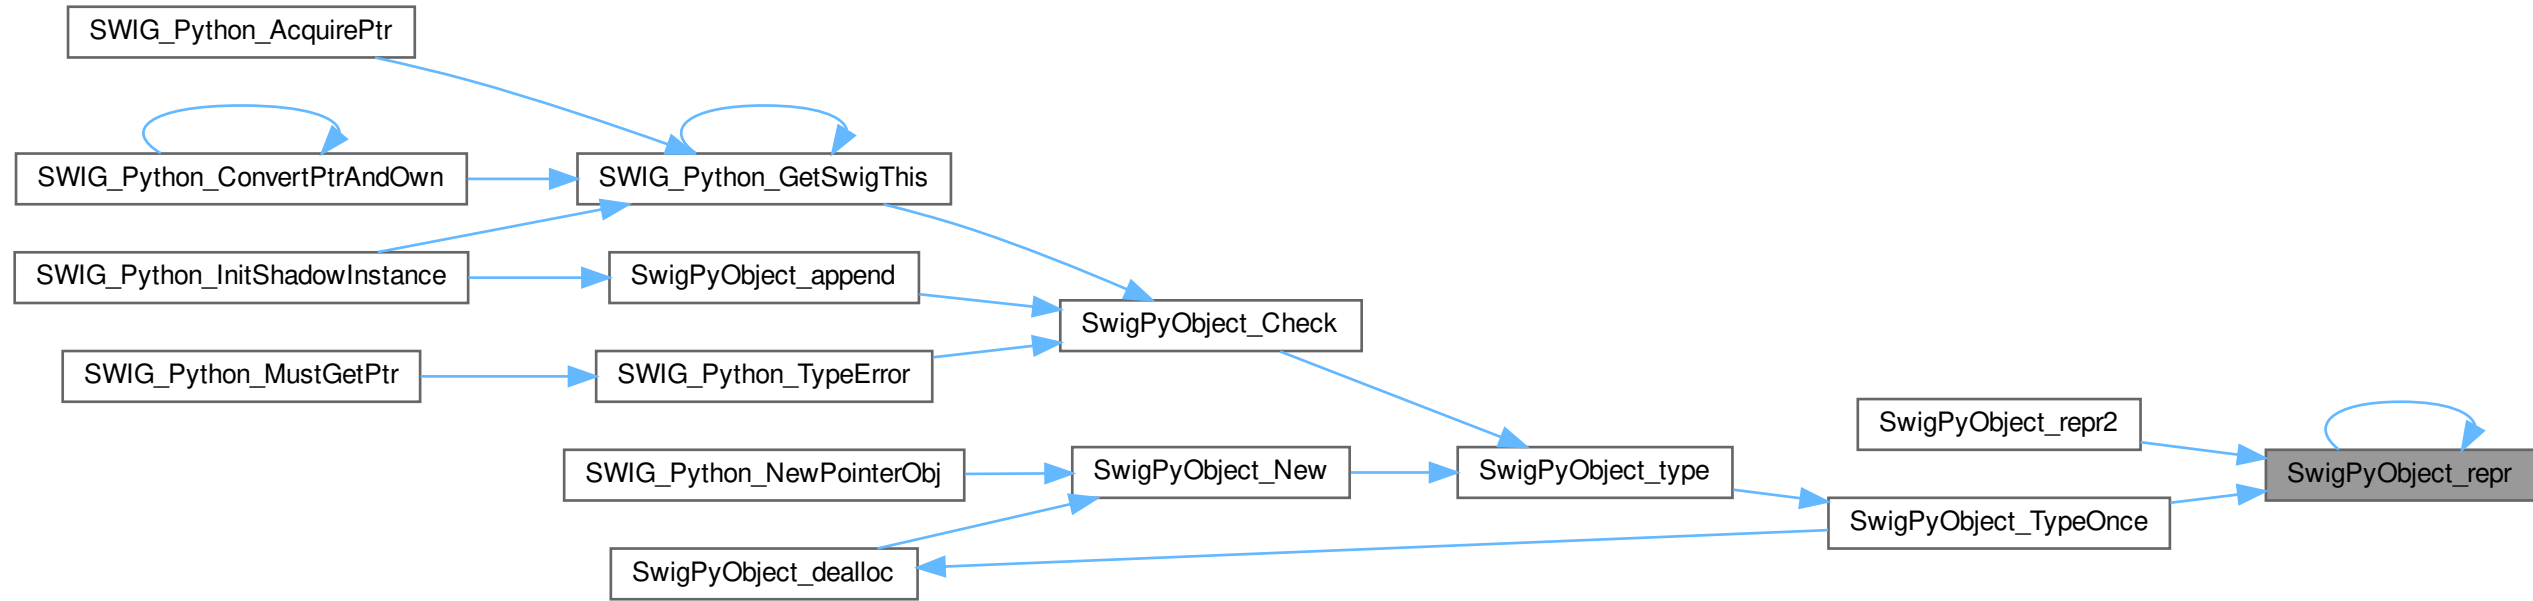 SWIG_Python_AcquirePtr
SWIG_Python_ConvertPtrAndOwn
SWIG_Python_GetSwigThis
SWIG_Python_InitShadowInstance
SwigPyObject_append
SwigPyObject_Check
SWIG_Python_MustGetPtr
SWIG_Python_TypeError
SwigPyObject_repr2
SWIG_Python_NewPointerObj
SwigPyObject_New
SwigPyObject_type
SwigPyObject_repr
SwigPyObject_TypeOnce
SwigPyObject_dealloc